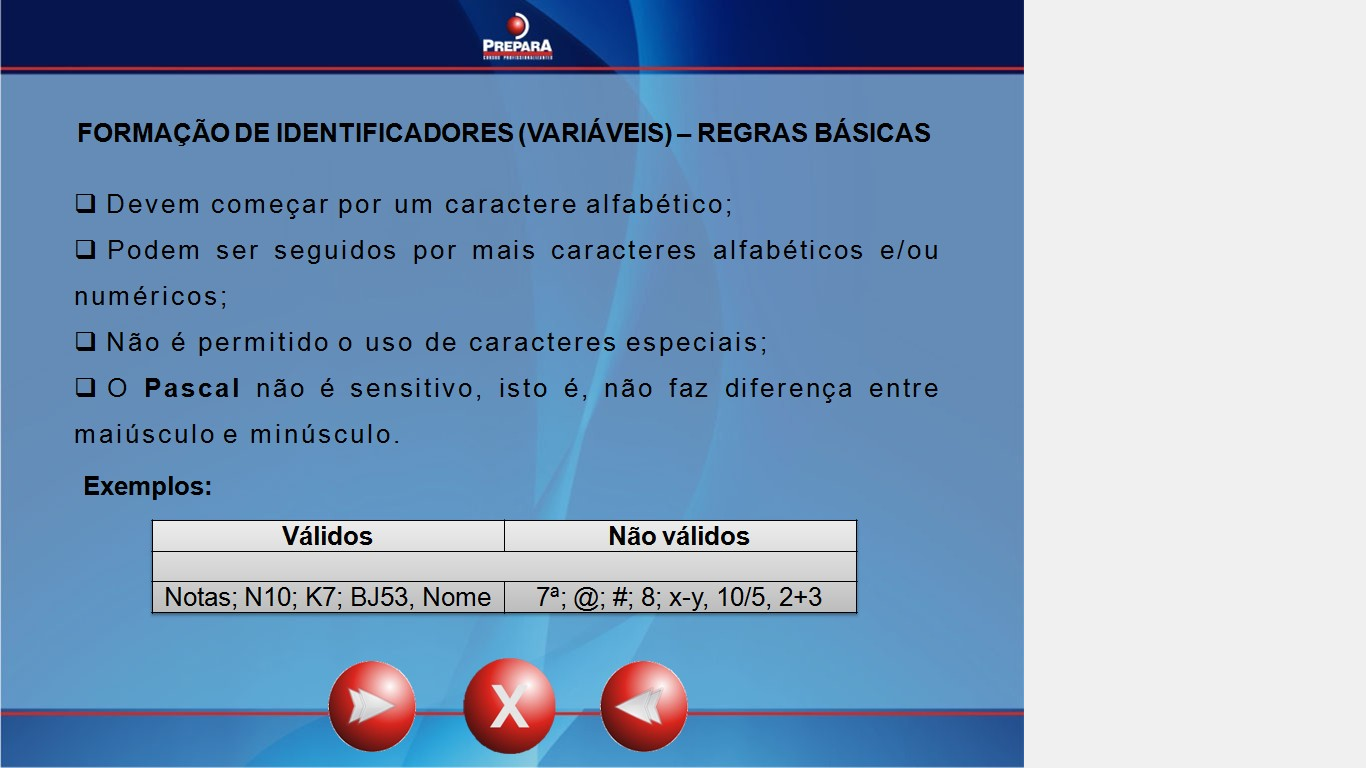 PREPARA
CURSOS PROFISSIONALIZANTES
FORMAÇÃO DE IDENTIFICADORES (VARIÁVEIS) – REGRAS BÁSICAS
❑ Devem começar por um caractere alfabético;
❑ Podem ser seguidos por mais caracteres alfabéticos e/ou
numéricos;
❑ Não é permitido o uso de caracteres especiais;
❑ O Pascal não é sensitivo, isto é, não faz diferença entre
maiúsculo e minúsculo.
Exemplos:
Válidos Não válidos
Notas; N10; K7; BJ53, Nome 7ª; @; #; 8; x-y, 10/5, 2+3
X